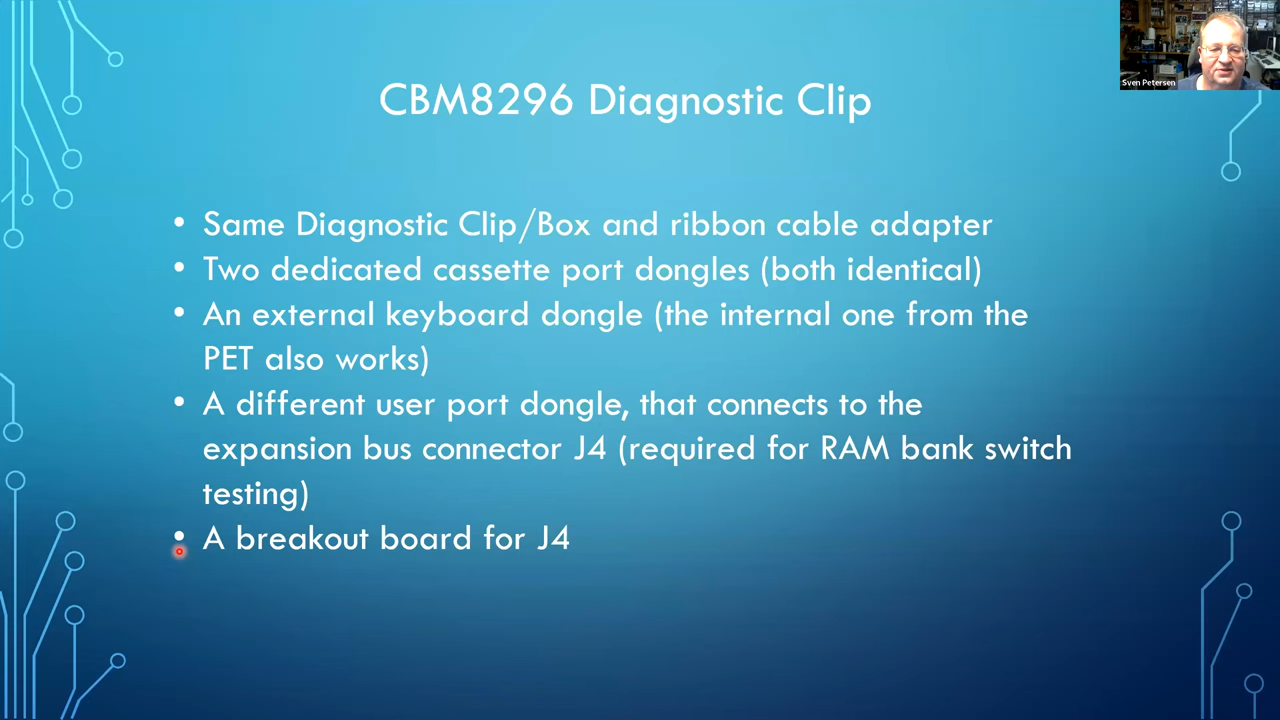 Sven Petersen
CBM8296 Diagnostic Clip
• Same Diagnostic Clip/Box and ribbon cable adapter
• Two dedicated cassette port dongles (both identical)
• An external keyboard dongle (the internal one from the
PET also works)
• A different user port dongle, that connects to the
expansion bus connector J4 (required for RAM bank switch
testing)
• A breakout board for J4